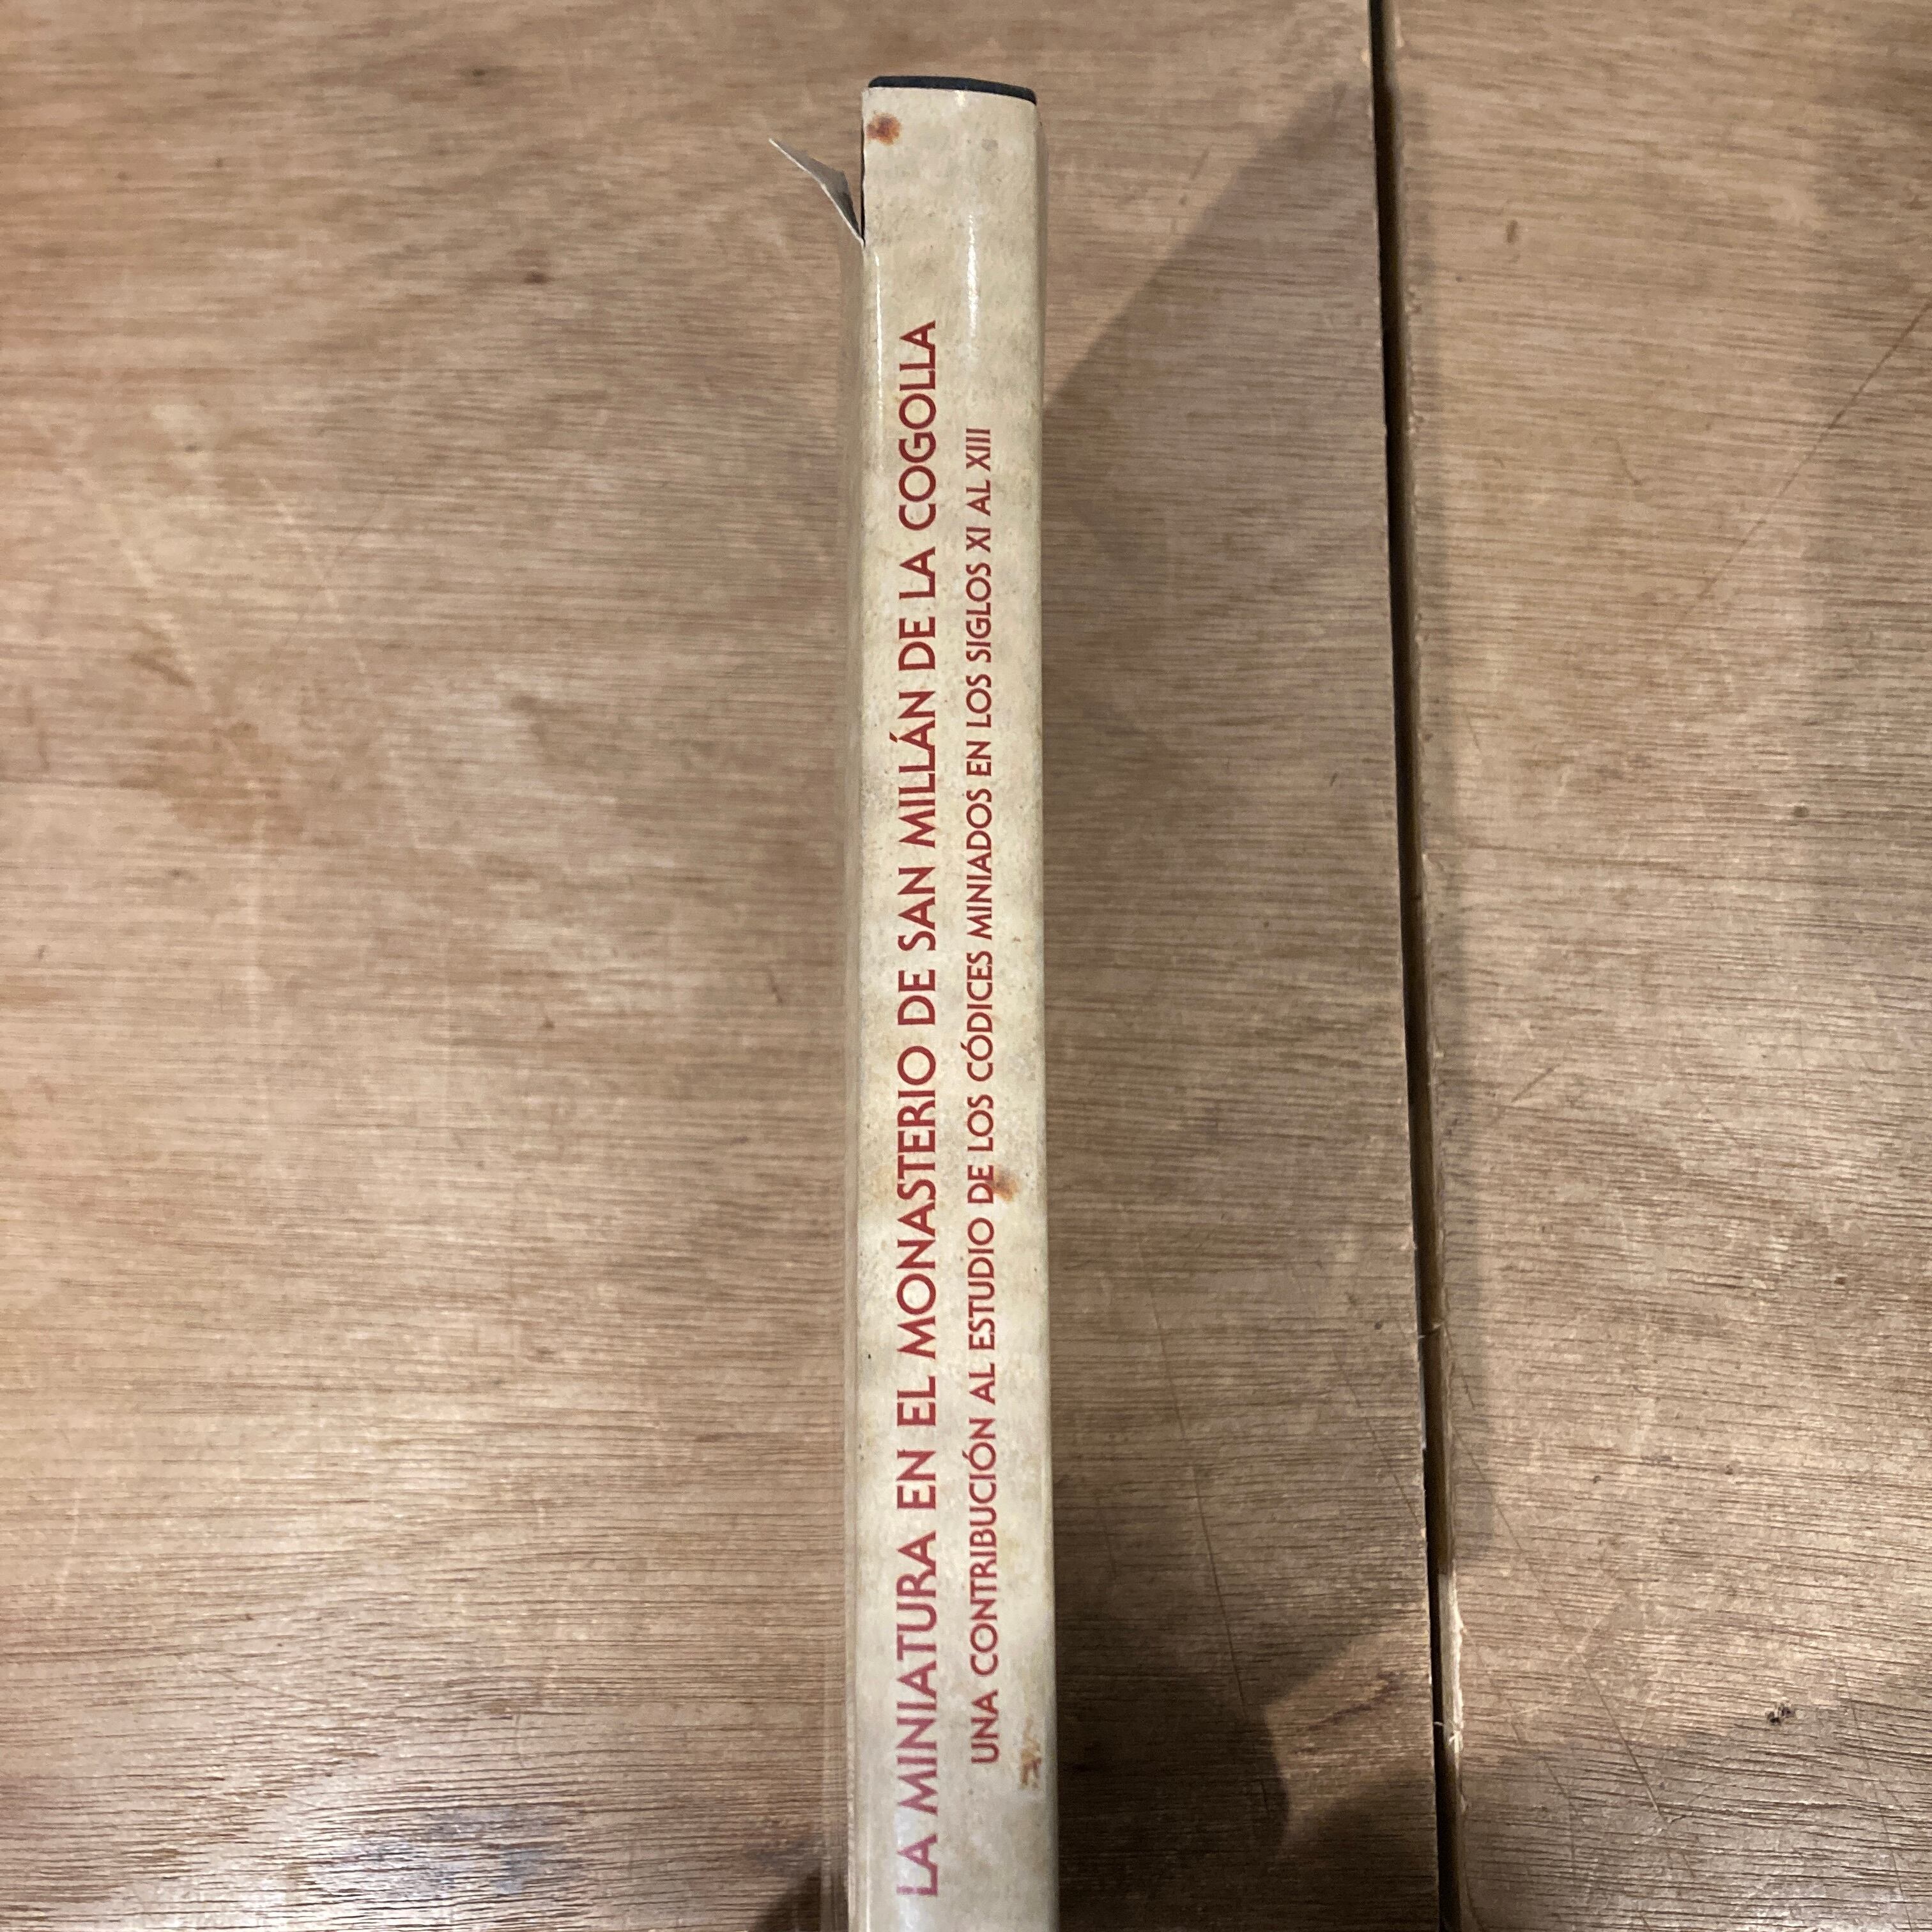 LA MINIATURA EN EL MONASTERIO DE SAN MILLÁN DE LA COGOLLA
UNA CONTRIBUCIÓN AL ESTUDIO DE LOS CÓDICES MINIADOS EN LOS SIGLOS XI AL XIII